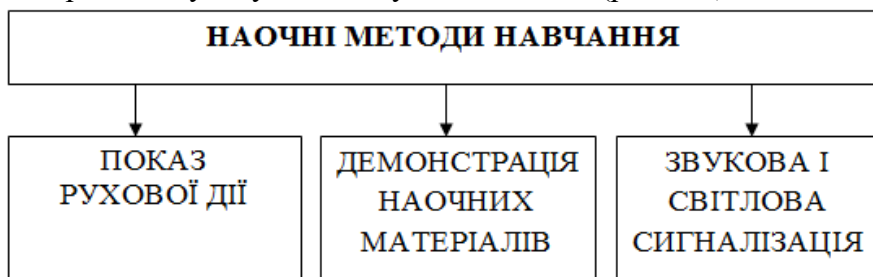 НАОЧНІ МЕТОДИ НАВЧАННЯ
ПОКАЗ
РУХОВОЇ ДІЇ
ДЕМОНСТРАЦІЯ
НАОЧНИХ
МАТЕРІАЛІВ
ЗВУКОВА І
СВІТЛОВА
СИГНАЛІЗАЦІЯ